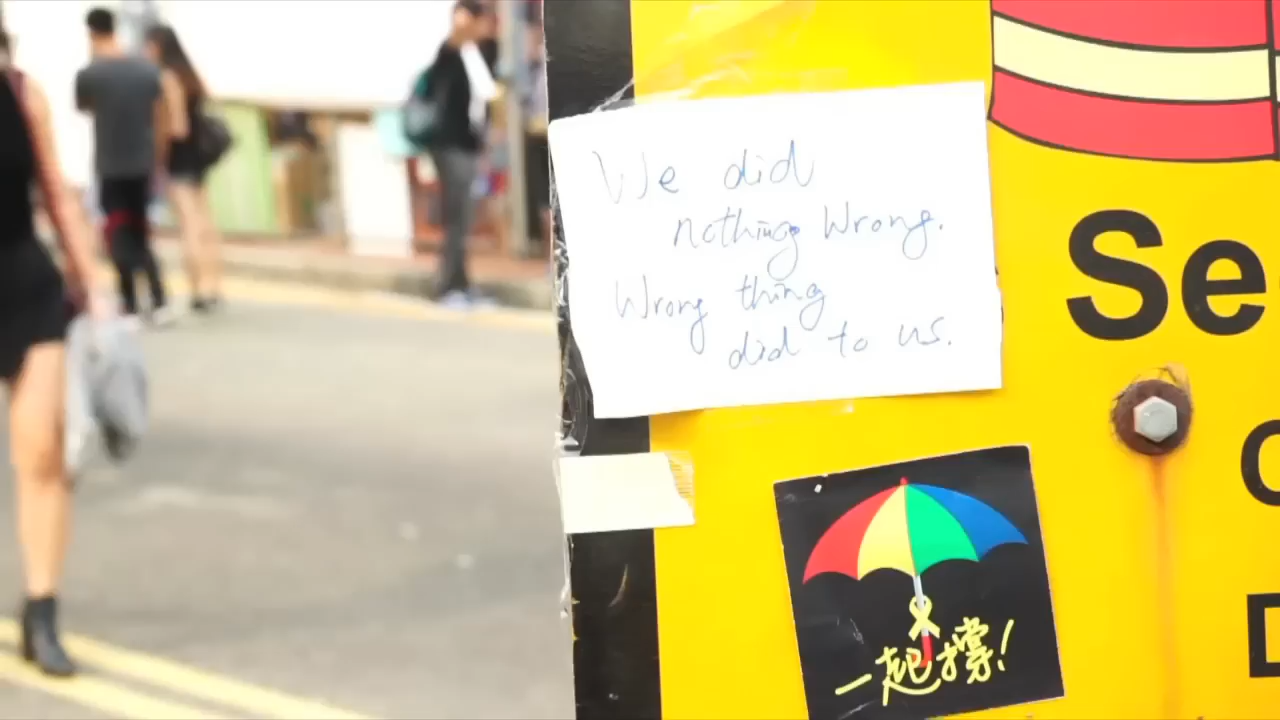 We did
nothing Wrong.
Wrong thing
did to us.
Se
一起撐!